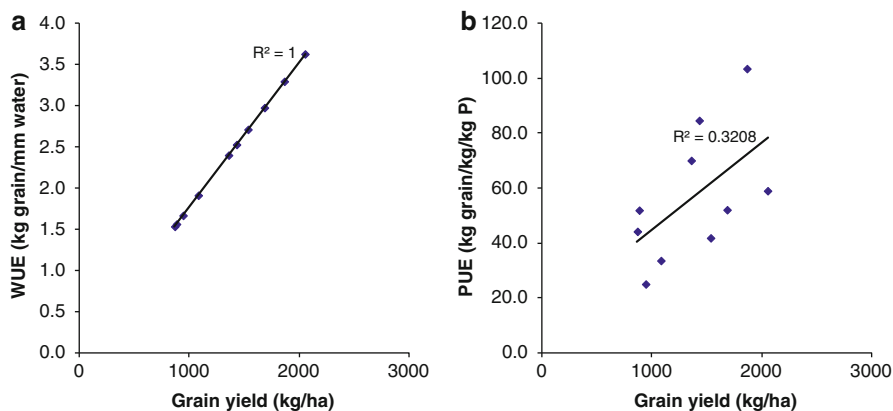 a
R² = 1
WUE (kg grain/mm water)
4.0
3.5
3.0
2.5
2.0
1.5
1.0
0.5
0.0
0 1000 2000 3000
Grain yield (kg/ha)
b
R² = 0.3208
PUE (kg grain/kg/kg P)
120.0
100.0
80.0
60.0
40.0
20.0
0.0
0 1000 2000 3000
Grain yield (kg/ha)